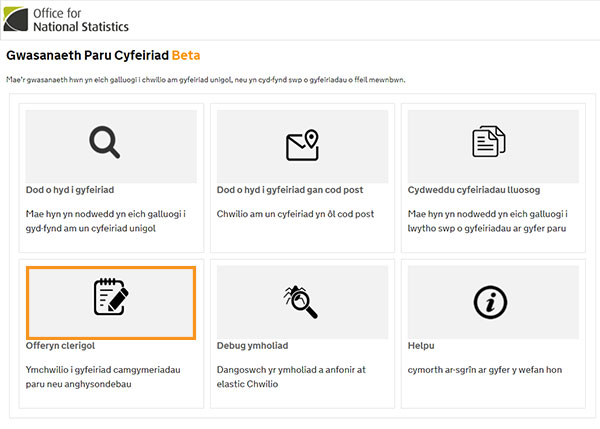 Office for
National Statistics
Gwasanaeth Paru Cyfeiriad Beta
Mae'r gwasanaeth hwn yn eich galluogi i chwilio am gyfeiriad unigol, neu yn cyd-fynd swp o gyfeiriadau o ffeil mewnbwn.
Dod o hyd i gyfeiriad
Mae hyn yn nodwedd yn eich galluogi i
gyd-fynd am un cyfeiriad unigol
Dod o hyd i gyfeiriad gan cod post
Chwilio am un cyfeiriad yn ôl cod post
Cydweddu cyfeiriadau lluosog
Mae hyn yn nodwedd yn eich galluogi i
lwytho swp o gyfeiriadau ar gyfer paru
Offeryn clerigol
Ymchwilio i gyfeiriad camgymeriadau
paru neu anghysondebau
Debug ymholiad
Dangoswch yr ymholiad a anfonir at
elastic Chwilio
Helpu
cymorth ar-sgrîn ar gyfer y wefan hon